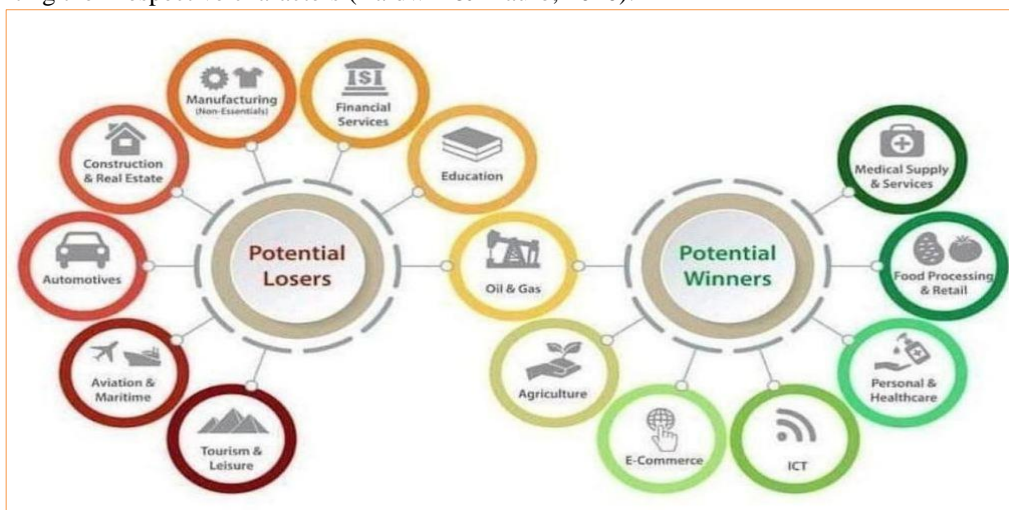 respective
Manufacturing
(Non-Essentials)
Financial
Services
Construction
& Real Estate
Education
Medical Supply
& Services
Automotives
Potential
Losers
Oil & Gas
Potential
Winners
Food Processing
& Retail
Aviation &
Maritime
Agriculture
Personal &
Healthcare
Tourism &
Leisure
E-Commerce
ICT